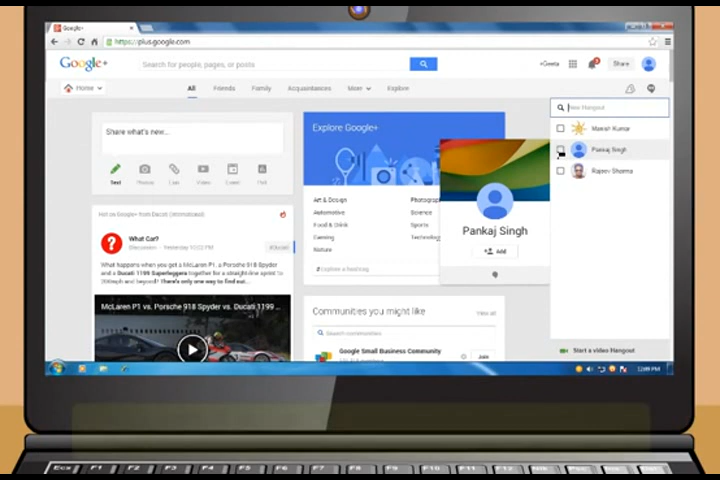 Google+
https://plus.google.com
Google+
Search for people, pages, or posts
+Geeta
Share
Home
All
Friends
Family
Acquaintances
More
Explore
New Hangout
Manish Kumar
Pankaj Singh
Rajeev Sharma
Share what's new...
Text
Photos
Link
Video
Event
Poll
Explore Google+
Art & Design
Photograp
Automotive
Science
Food & Drink
Sports
Gaming
Technology
Nature
# Explore a hashtag
Pankaj Singh
Add
Hot on Google+ from Ducati (International)
What Car?
Discussion - Yesterday 10:02 PM
#Ducati
What happens when you get a McLaren P1, a Porsche 918 Spyder
and a Ducati 1199 Superleggera together for a straight-line sprint to
200mph and beyond? There's only one way to find out...
McLaren P1 vs. Porsche 918 Spyder vs. Ducati 1199 ...
Communities you might like
View all
Search communities
Google Small Business Community
Join
Start a video Hangout
12:09 PM
Esc
F1
F2
F3
F4
F5
F6
F7
F8
F9
F10
F11
F12